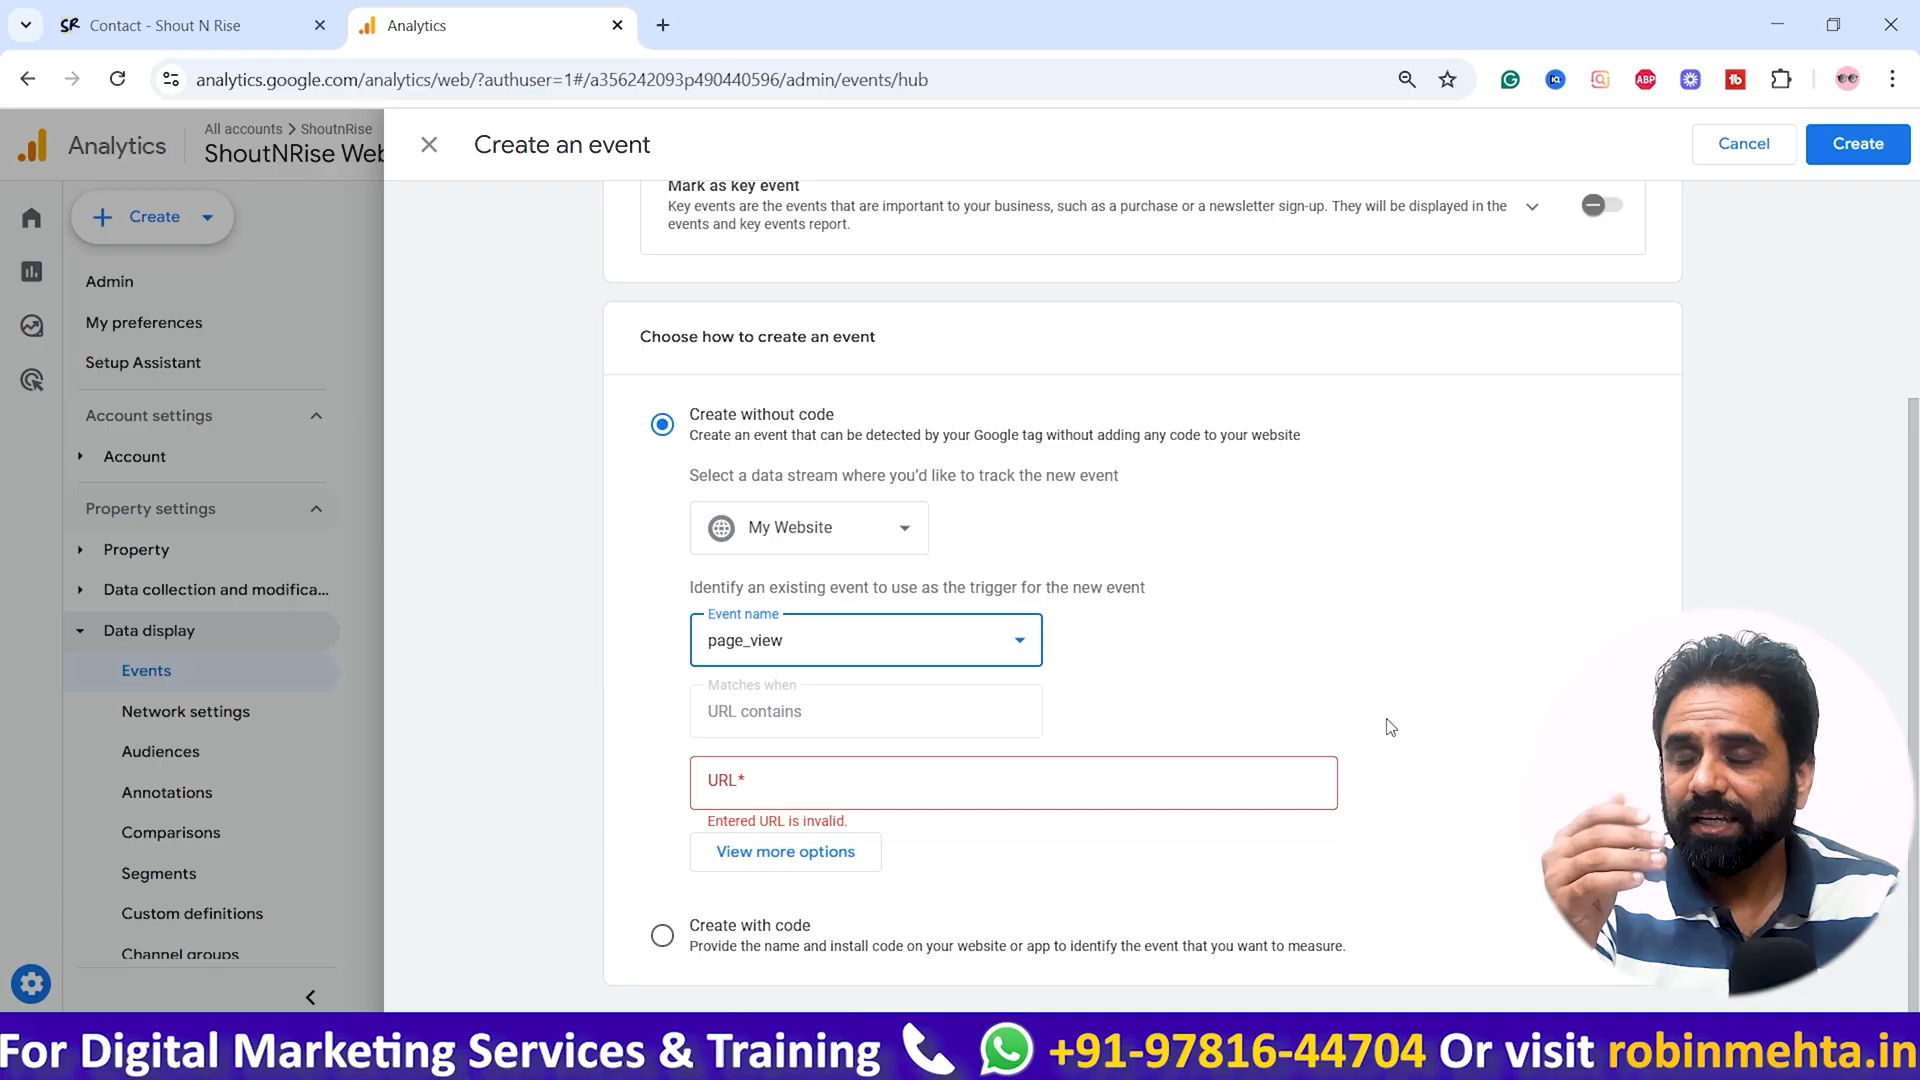 Contact - Shout N Rise
Analytics
analytics.google.com/analytics/web/?authuser=1#/a356242093p490440596/admin/events/hub
ABP
Analytics
All accounts > ShoutnRise
ShoutNRise Wet
Create an event
Cancel
Create
Create
Mark as key event
Key events are the events that are important to your business, such as a purchase or a newsletter sign-up. They will be displayed in the
events and key events report.
Admin
My preferences
Setup Assistant
Account settings
Account
Property settings
Property
Data collection and modifica...
Data display
Events
Network settings
Audiences
Annotations
Comparisons
Segments
Custom definitions
Channel groups
Choose how to create an event
Create without code
Create an event that can be detected by your Google tag without adding any code to your website
Select a data stream where you’d like to track the new event
My Website
Identify an existing event to use as the trigger for the new event
Event name
page_view
Matches when
URL contains
URL*
Entered URL is invalid.
View more options
Create with code
Provide the name and install code on your website or app to identify the event that you want to measure.
For Digital Marketing Services & Training +91-97816-44704 Or visit robinmehta.in